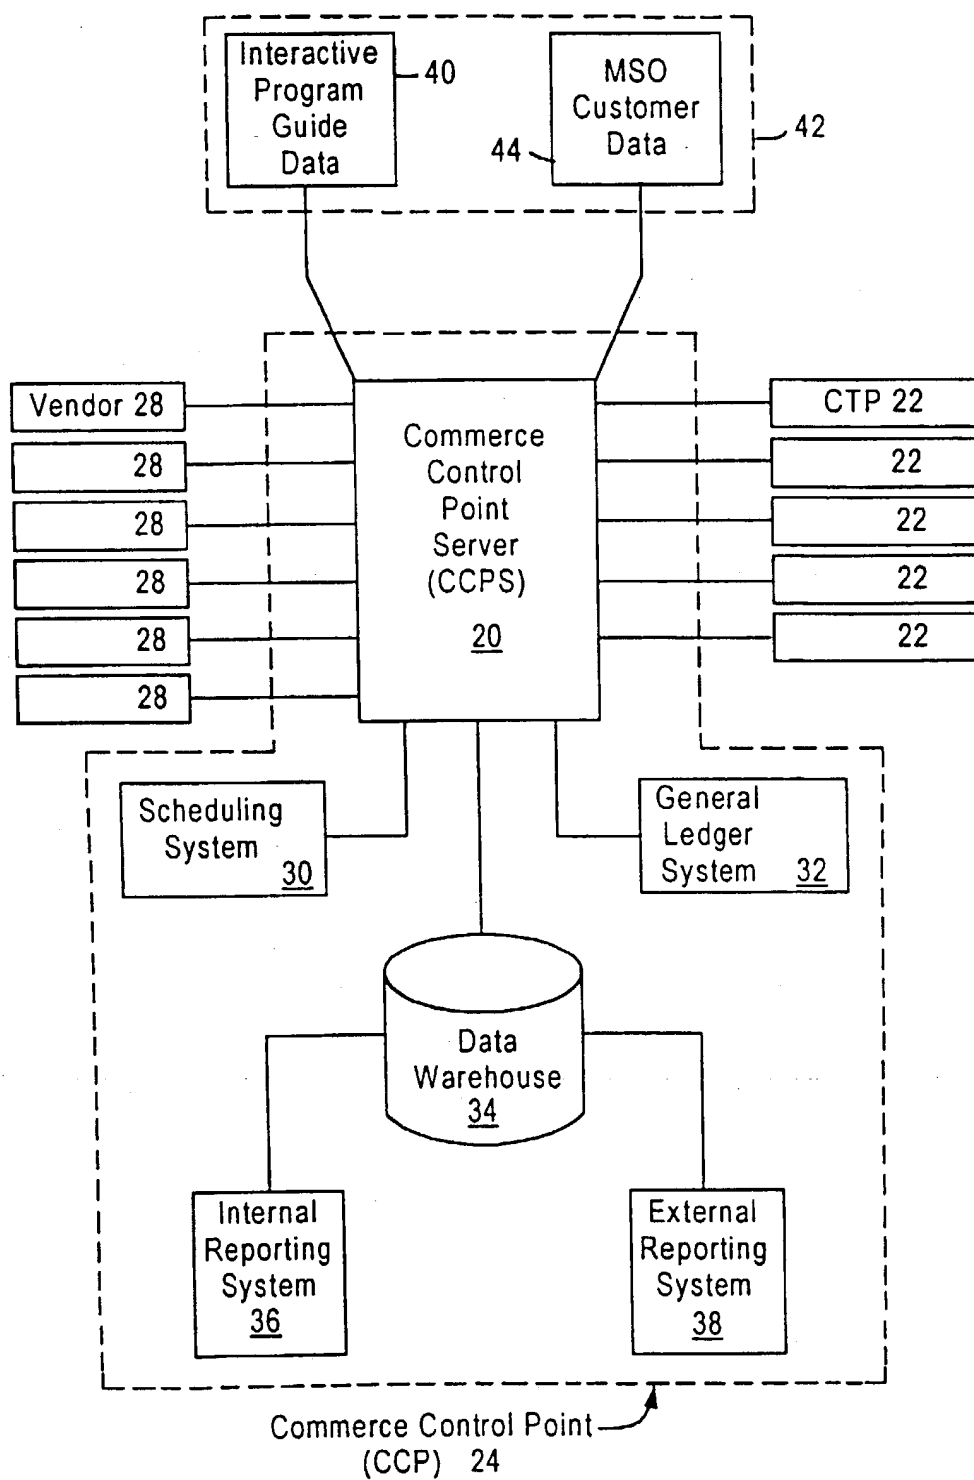 Interactive
Program
Guide
Data
40
MSO
Customer
Data
44
42
Vendor 28
28
28
28
28
28
Commerce
Control
Point
Server
(CCPS)
20
CTP 22
22
22
22
22
Scheduling
System
30
General
Ledger
System 32
Data
Warehouse
34
Internal
Reporting
System
36
External
Reporting
System
38
Commerce Control Point
(CCP) 24